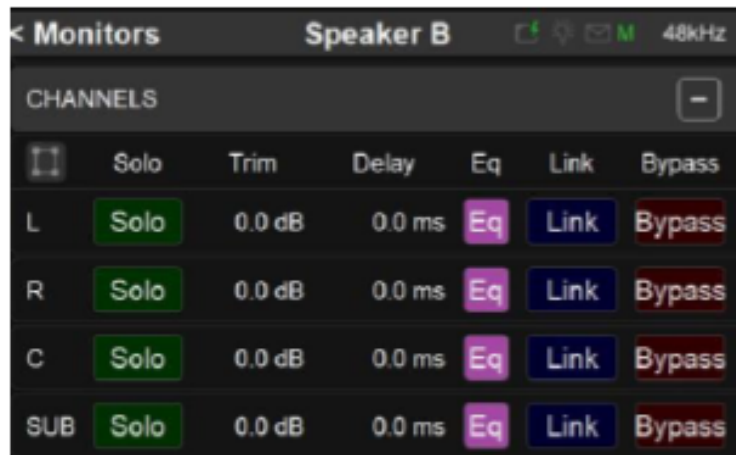 < Monitors Speaker B M 48kHz
CHANNELS −
Solo Trim Delay Eq Link Bypass
L Solo 0.0 dB 0.0 ms Eq Link Bypass
R Solo 0.0 dB 0.0 ms Eq Link Bypass
C Solo 0.0 dB 0.0 ms Eq Link Bypass
SUB Solo 0.0 dB 0.0 ms Eq Link Bypass